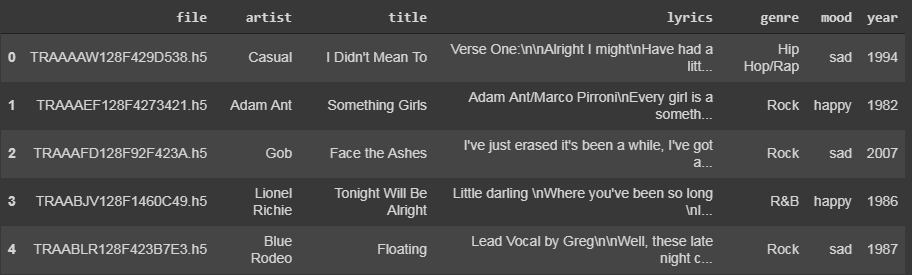 file artist title lyrics genre mood year
0 TRAAAAW128F429D538.h5 Casual I Didn't Mean To Verse One:\n\nAlright I might\nHave had a litt... Hip Hop/Rap sad 1994
1 TRAAAEF128F4273421.h5 Adam Ant Something Girls Adam Ant/Marco Pirroni\nEvery girl is a someth... Rock happy 1982
2 TRAAAFD128F92F423A.h5 Gob Face the Ashes I've just erased it's been a while, I've got a... Rock sad 2007
3 TRAABJV128F1460C49.h5 Lionel Richie Tonight Will Be Alright Little darling \nWhere you've been so long \nI... R&B happy 1986
4 TRAABLR128F423B7E3.h5 Blue Rodeo Floating Lead Vocal by Greg\n\nWell, these late night c... Rock sad 1987